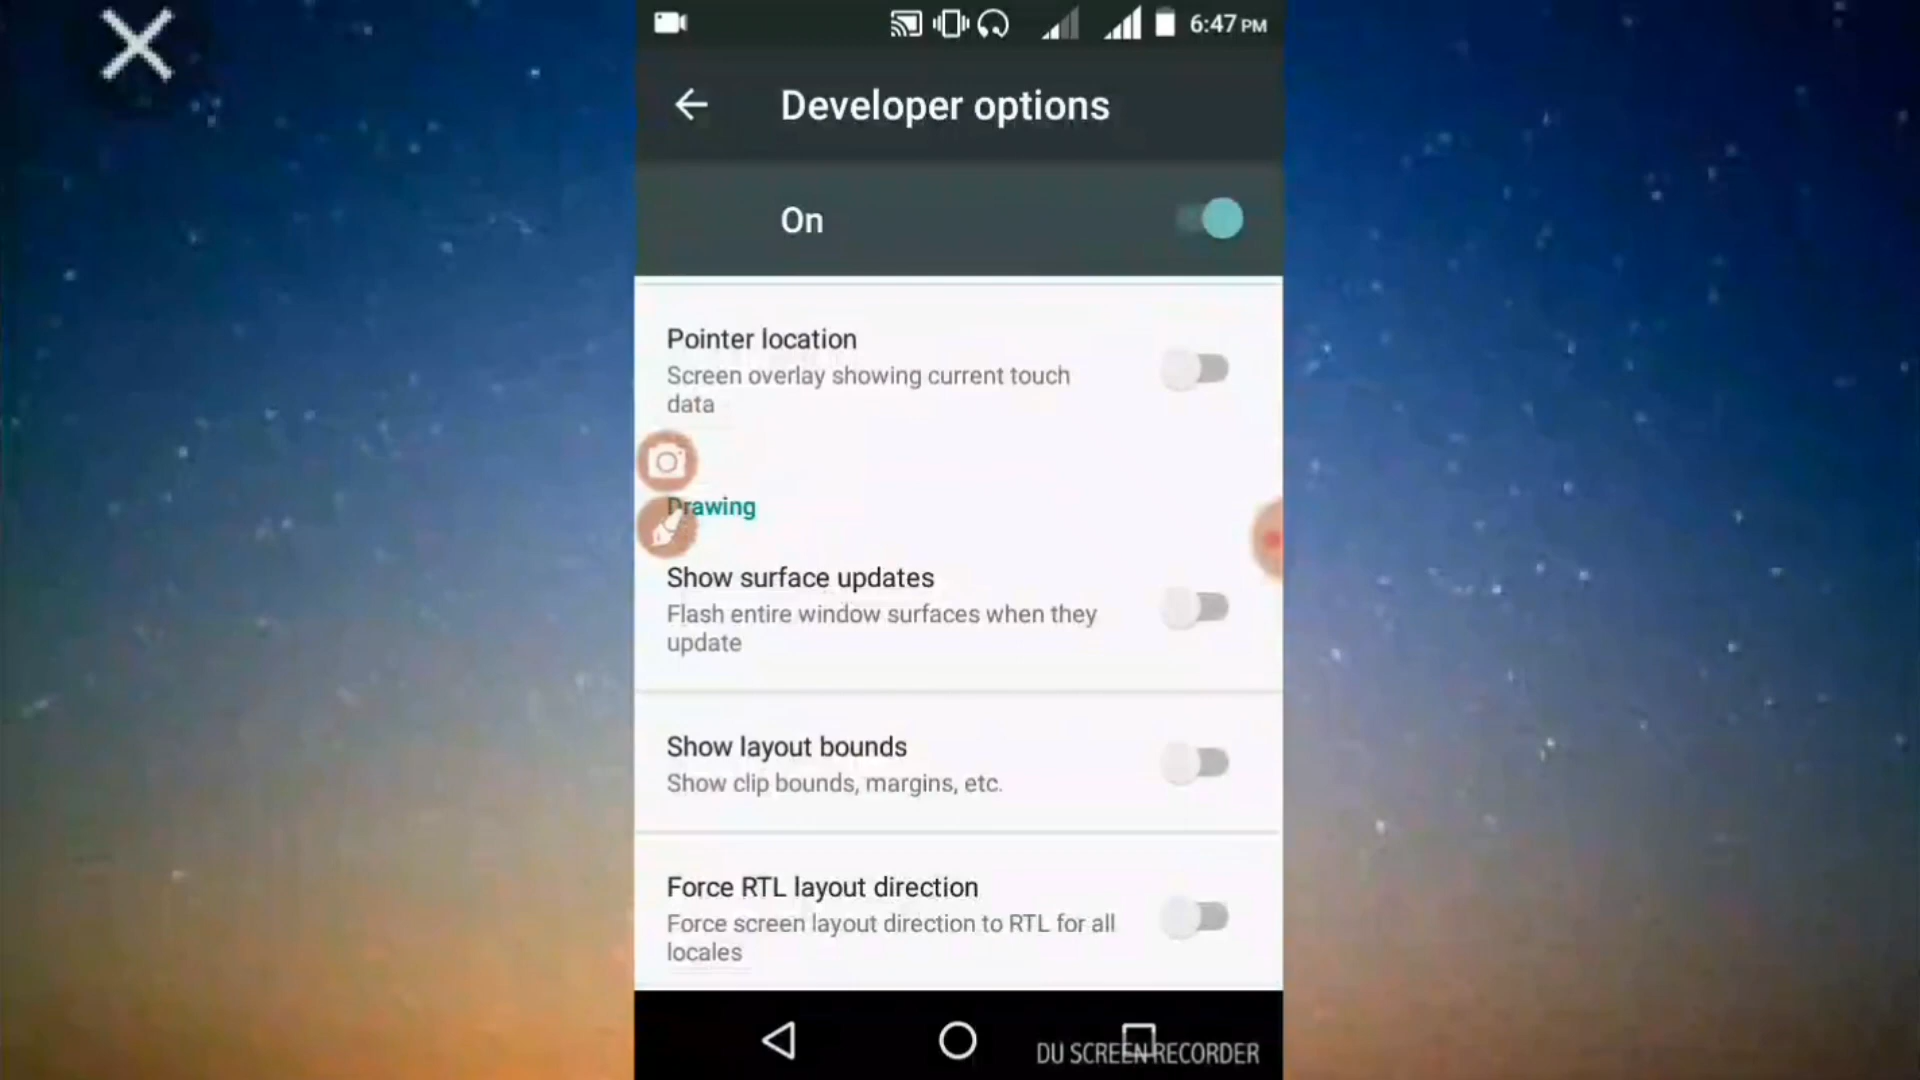 6:47 PM
Developer options
On
Pointer location
Screen overlay showing current touch
data
Drawing
Show surface updates
Flash entire window surfaces when they
update
Show layout bounds
Show clip bounds, margins, etc.
Force RTL layout direction
Force screen layout direction to RTL for all
locales
DU SCREEN RECORDER